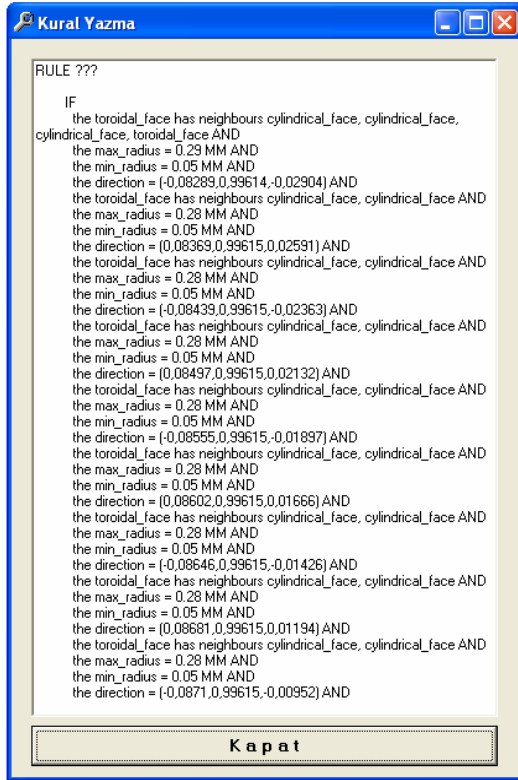 Kural Yazma
RULE ???
IF
the toroidal_face has neighbours cylindrical_face, cylindrical_face,
cylindrical_face, toroidal_face AND
the max_radius = 0.29 MM AND
the min_radius = 0.05 MM AND
the direction = (-0,08289,0,99614,-0,02904) AND
the toroidal_face has neighbours cylindrical_face, cylindrical_face AND
the max_radius = 0.28 MM AND
the min_radius = 0.05 MM AND
the direction = (0,08369,0,99615,0,02591) AND
the toroidal_face has neighbours cylindrical_face, cylindrical_face AND
the max_radius = 0.28 MM AND
the min_radius = 0.05 MM AND
the direction = (-0,08439,0,99615,-0,02363) AND
the toroidal_face has neighbours cylindrical_face, cylindrical_face AND
the max_radius = 0.28 MM AND
the min_radius = 0.05 MM AND
the direction = (0,08497,0,99615,0,02132) AND
the toroidal_face has neighbours cylindrical_face, cylindrical_face AND
the max_radius = 0.28 MM AND
the min_radius = 0.05 MM AND
the direction = (-0,08555,0,99615,-0,01897) AND
the toroidal_face has neighbours cylindrical_face, cylindrical_face AND
the max_radius = 0.28 MM AND
the min_radius = 0.05 MM AND
the direction = (0,08602,0,99615,0,01666) AND
the toroidal_face has neighbours cylindrical_face, cylindrical_face AND
the max_radius = 0.28 MM AND
the min_radius = 0.05 MM AND
the direction = (-0,08646,0,99615,-0,01426) AND
the toroidal_face has neighbours cylindrical_face, cylindrical_face AND
the max_radius = 0.28 MM AND
the min_radius = 0.05 MM AND
the direction = (0,08681,0,99615,0,01194) AND
the toroidal_face has neighbours cylindrical_face, cylindrical_face AND
the max_radius = 0.28 MM AND
the min_radius = 0.05 MM AND
the direction = (-0,0871,0,99615,-0,00952) AND
Kapat